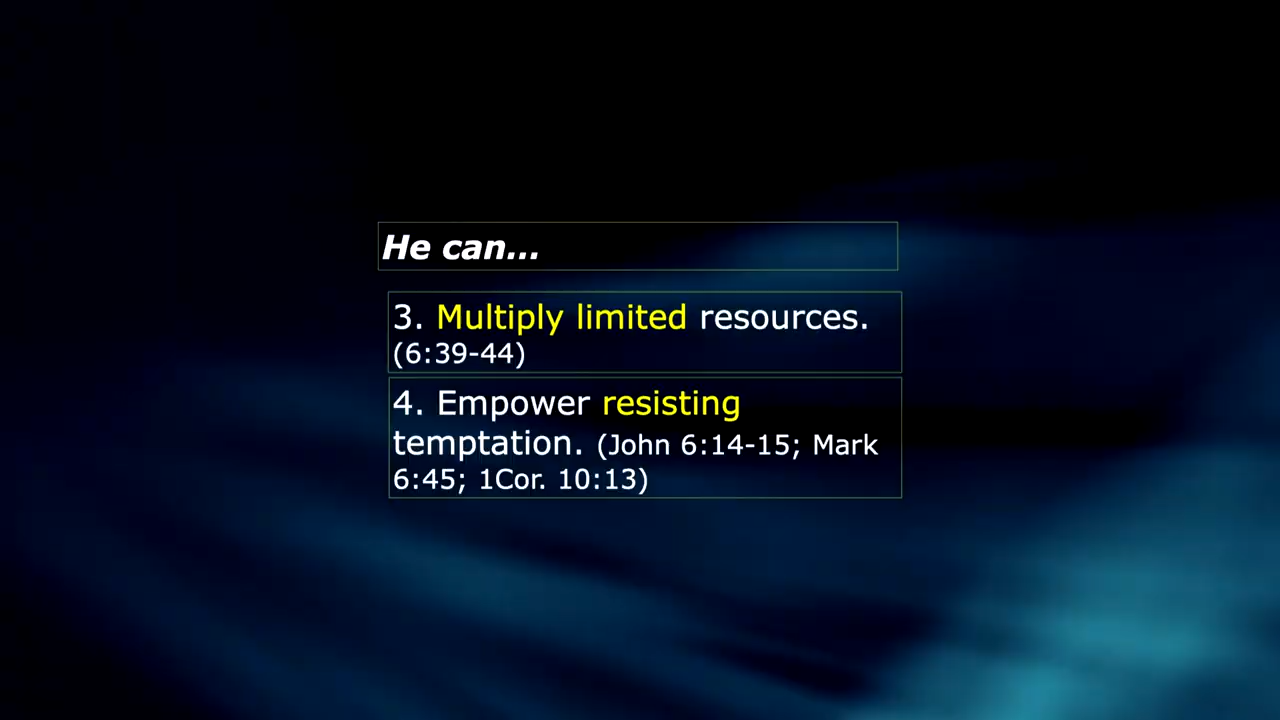 He can...
3. Multiply limited resources.
(6:39-44)
4. Empower resisting
temptation. (John 6:14-15; Mark
6:45; 1Cor. 10:13)